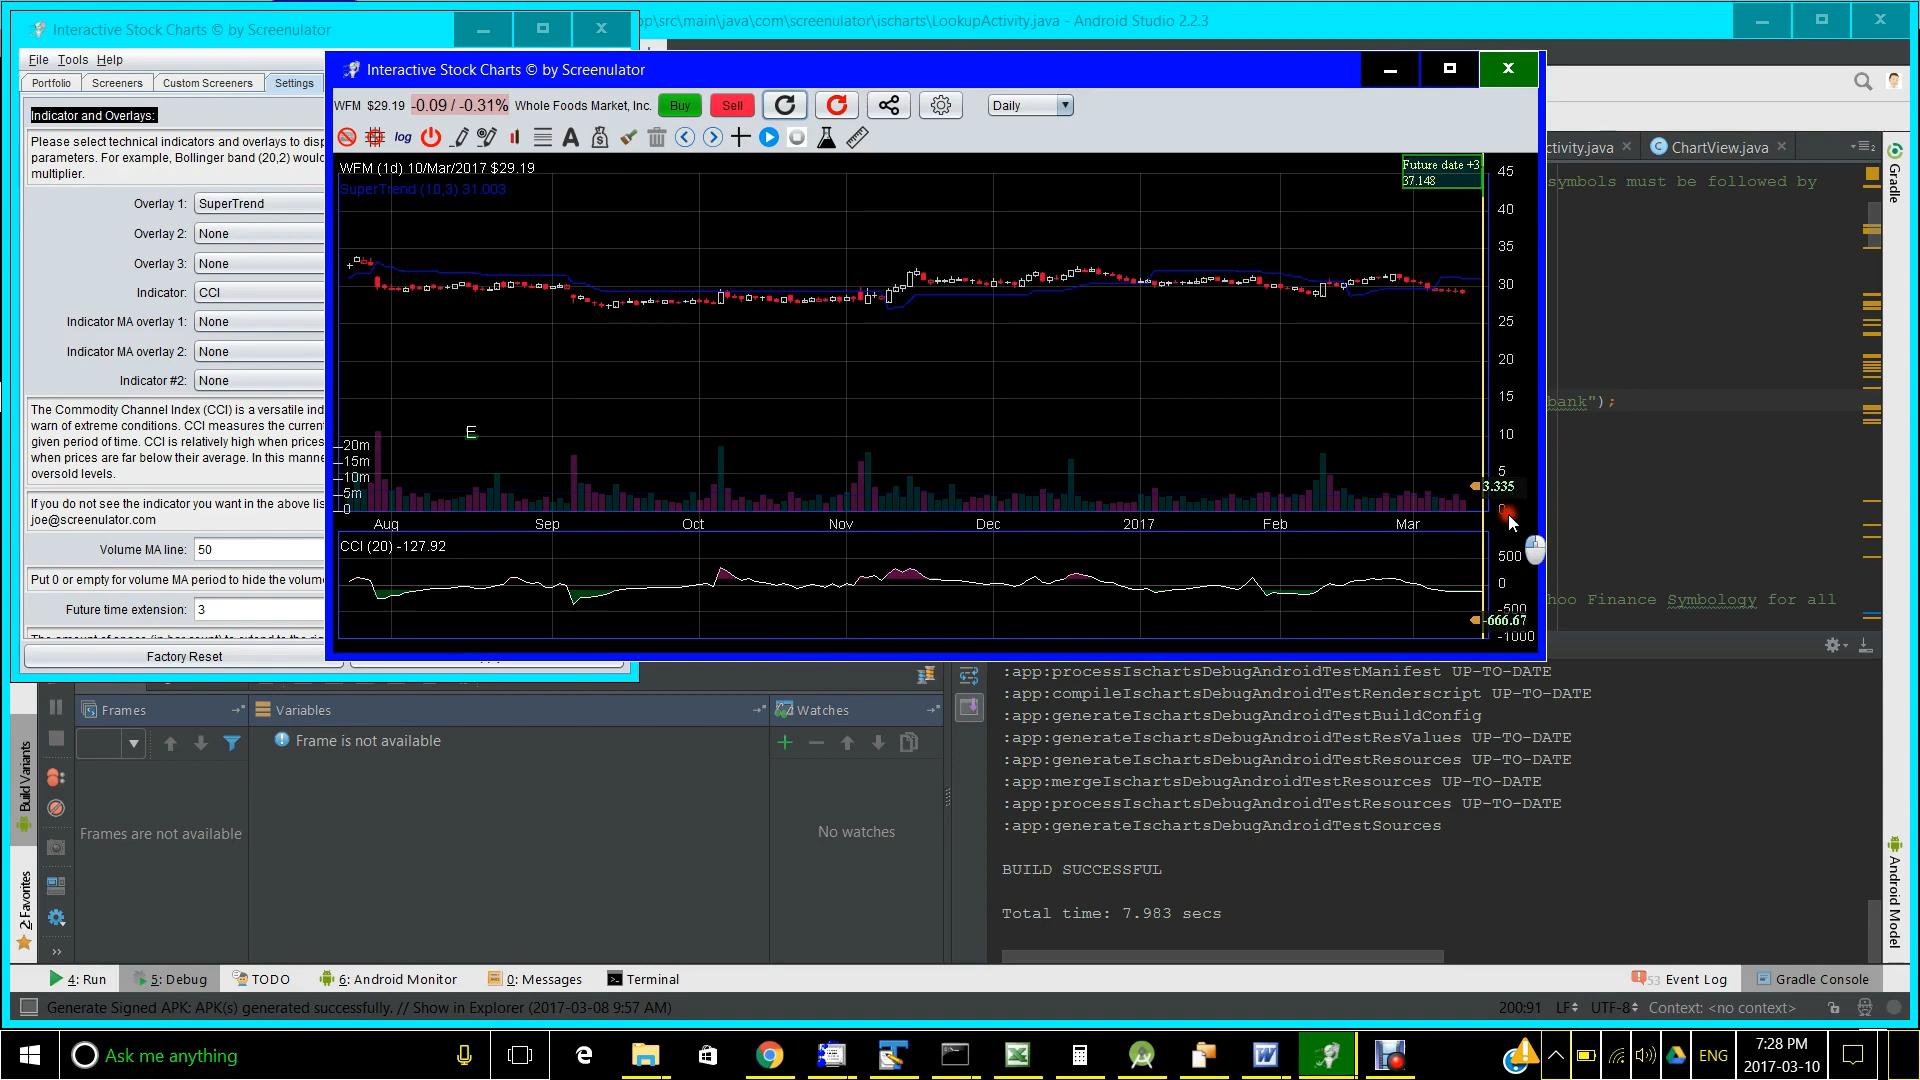 Interactive Stock Charts © by Screenulator
\src\main\java\com\screenulator\ischarts\LookupActivity.java - Android Studio 2.2.3
File Tools Help
Portfolio Screeners Custom Screeners Settings
Indicator and Overlays:
Please select technical indicators and overlays to disp
parameters. For example, Bollinger band (20,2) would
multiplier.
Overlay 1: SuperTrend
Overlay 2: None
Overlay 3: None
Indicator: CCI
Indicator MA overlay 1: None
Indicator MA overlay 2: None
Indicator #2: None
The Commodity Channel Index (CCI) is a versatile ind
warn of extreme conditions. CCI measures the current
given period of time. CCI is relatively high when prices
when prices are far below their average. In this manne
oversold levels.
If you do not see the indicator you want in the above lis
joe@screenulator.com
Volume MA line: 50
Put 0 or empty for volume MA period to hide the volume
Future time extension: 3
Factory Reset
Interactive Stock Charts © by Screenulator
WFM $29.19 -0.09 / -0.31% Whole Foods Market, Inc. Buy Sell Daily
log
WFM (1d) 10/Mar/2017 $29.19
SuperTrend (10,3) 31.003
Future date +3
37.148
45
40
35
30
25
20
15
10
5
3.335
0
E
20m
15m
10m
5m
0
Aug Sep Oct Nov Dec 2017 Feb Mar
CCI (20) -127.92
500
0
-500
-666.67
-1000
ctivity.java ChartView.java
symbols must be followed by
bank");
hoo Finance Symbology for all
Gradle
Android Model
Build Variants
2: Favorites
Frames Variables Watches
Frame is not available
Frames are not available
No watches
:app:processIschartsDebugAndroidTestManifest UP-TO-DATE
:app:compileIschartsDebugAndroidTestRenderscript UP-TO-DATE
:app:generateIschartsDebugAndroidTestBuildConfig
:app:generateIschartsDebugAndroidTestResValues UP-TO-DATE
:app:generateIschartsDebugAndroidTestResources UP-TO-DATE
:app:mergeIschartsDebugAndroidTestResources UP-TO-DATE
:app:processIschartsDebugAndroidTestResources UP-TO-DATE
:app:generateIschartsDebugAndroidTestSources
BUILD SUCCESSFUL
Total time: 7.983 secs
4: Run 5: Debug TODO 6: Android Monitor 0: Messages Terminal 53 Event Log Gradle Console
Generate Signed APK: APK(s) generated successfully. // Show in Explorer (2017-03-08 9:57 AM) 200:91 LF UTF-8 Context: <no context>
Ask me anything
ENG
7:28 PM
2017-03-10